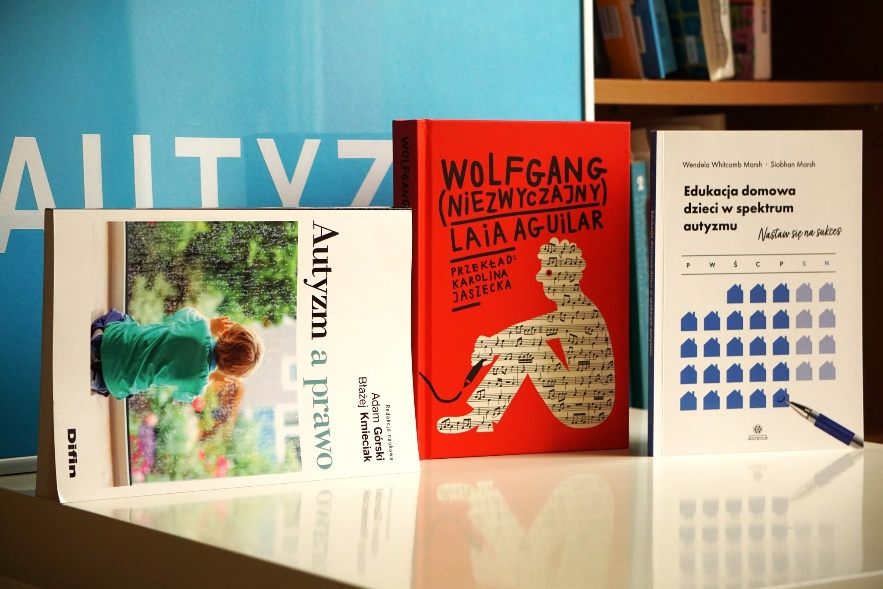 AUTYZ
Autyzm a prawo
Redakcja naukowa
Adam Górski
Błażej Kmieciak
Difin
WOLFGANG
WOLFGANG
(NIEZWYCZAJNY)
LAIA AGUILAR
PRZEKŁAD:
KAROLINA
JASZECKA
Wendela Whitcomb Marsh · Siobhan Marsh
Edukacja domowa
dzieci w spektrum
autyzmu
Nastaw się na sukces
P W Ś C P S N